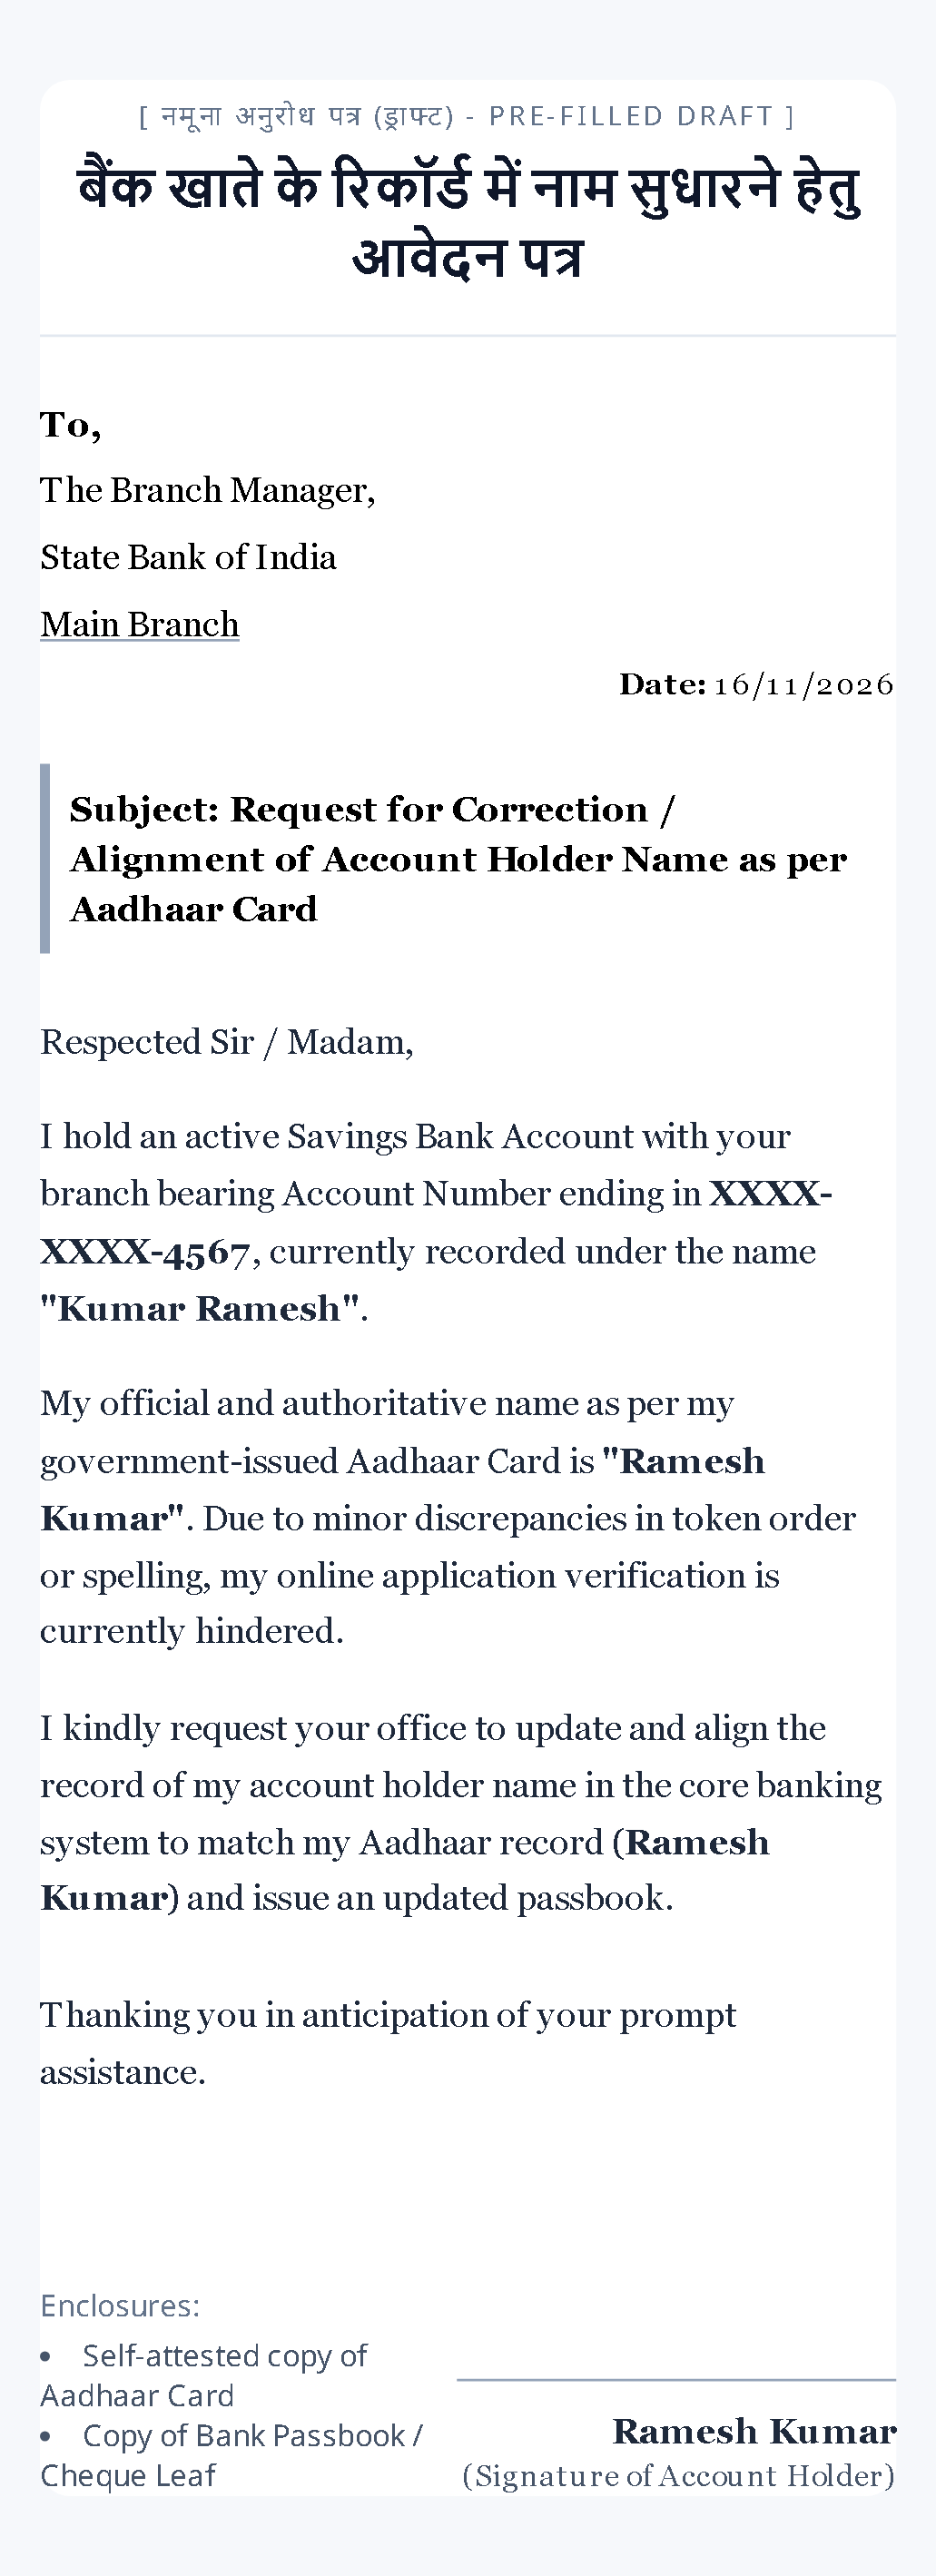 [ नमूना अनुरोध पत्र (ड्राफ्ट) - PRE-FILLED DRAFT ]
बैंक खाते के रिकॉर्ड में नाम सुधारने हेतु
आवेदन पत्र
To,
The Branch Manager,
State Bank of India
Main Branch
Date: 16/11/2026
Subject: Request for Correction /
Alignment of Account Holder Name as per
Aadhaar Card
Respected Sir / Madam,
I hold an active Savings Bank Account with your
branch bearing Account Number ending in XXXX-
XXXX-4567, currently recorded under the name
"Kumar Ramesh".
My official and authoritative name as per my
government-issued Aadhaar Card is "Ramesh
Kumar". Due to minor discrepancies in token order
or spelling, my online application verification is
currently hindered.
I kindly request your office to update and align the
record of my account holder name in the core banking
system to match my Aadhaar record (Ramesh
Kumar) and issue an updated passbook.
Thanking you in anticipation of your prompt
assistance.
Enclosures:
• Self-attested copy of
Aadhaar Card
• Copy of Bank Passbook /
Cheque Leaf
Ramesh Kumar
(Signature of Account Holder)